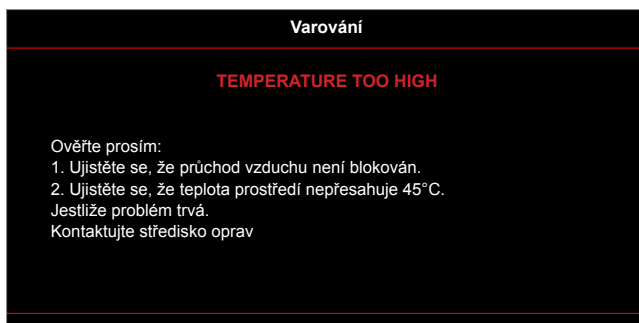 Varování
TEMPERATURE TOO HIGH
Ověřte prosím:
1. Ujistěte se, že průchod vzduchu není blokován.
2. Ujistěte se, že teplota prostředí nepřesahuje 45°C.
Jestliže problém trvá.
Kontaktujte středisko oprav